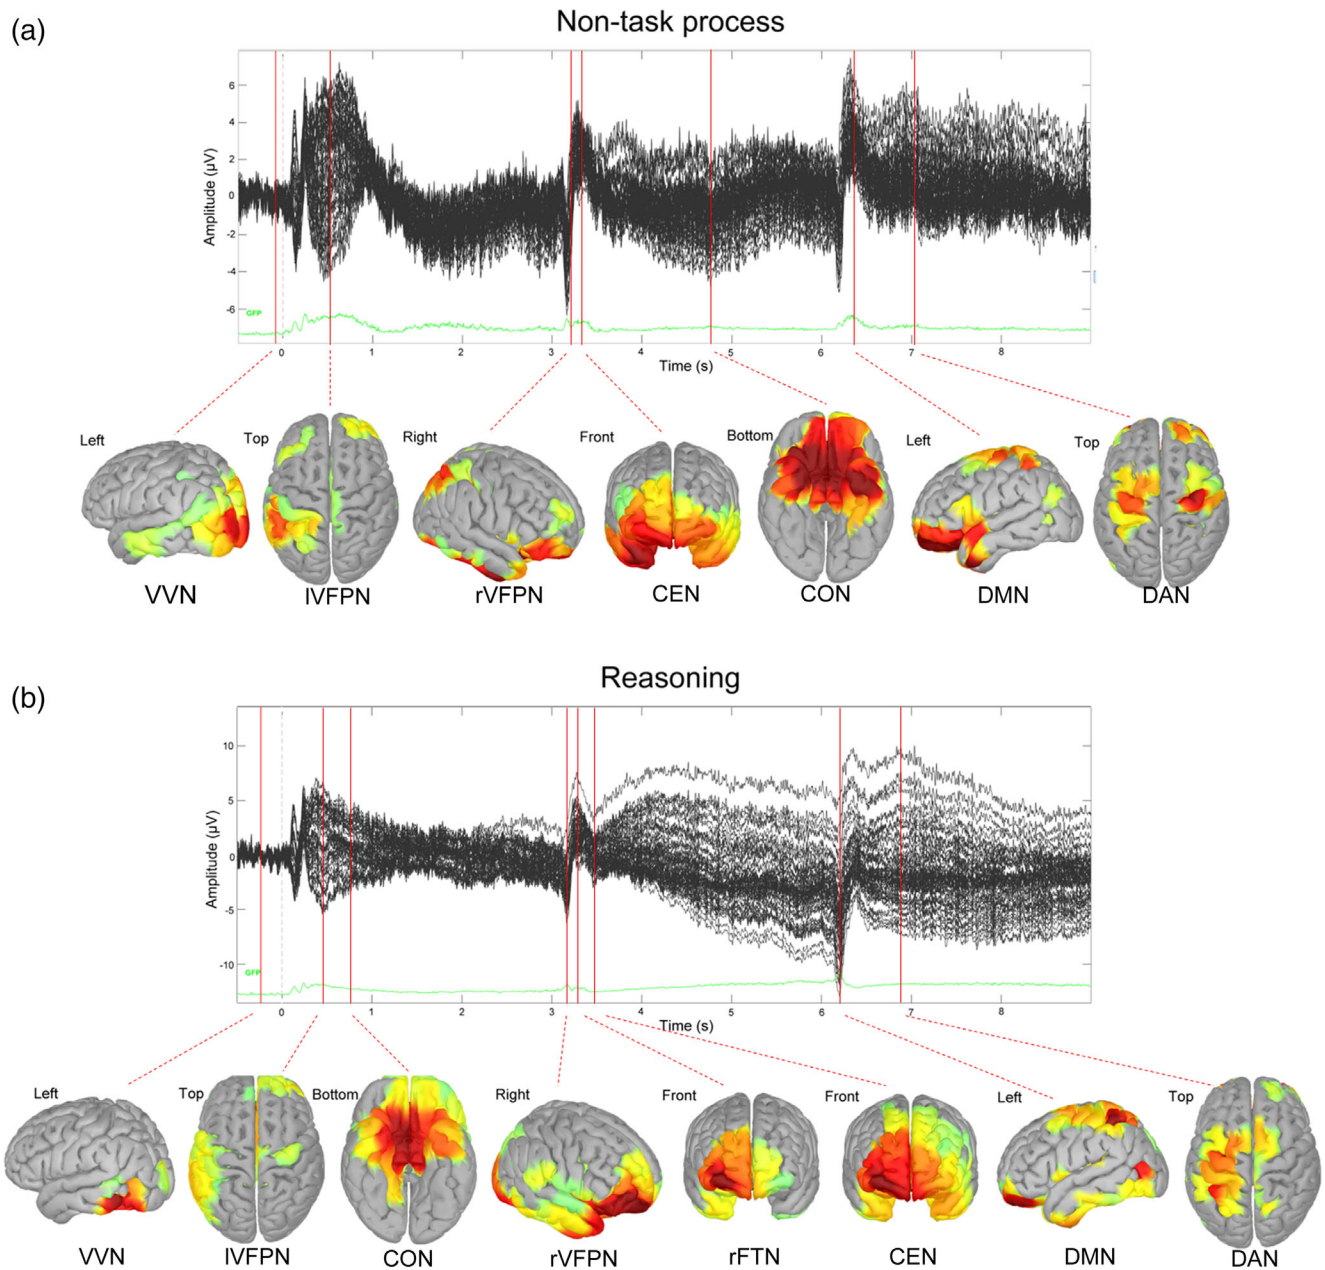 (a)
Non-task process
Amplitude (μV)
6
4
2
0
-2
-4
-6
GFP
0 1 2 3 4 5 6 7 8
Time (s)
Left Top Right Front Bottom Left Top
VVN lVFPN rVFPN CEN CON DMN DAN
(b)
Reasoning
Amplitude (μV)
10
5
0
-5
-10
GFP
0 1 2 3 4 5 6 7 8
Time (s)
Left Top Bottom Right Front Front Left Top
VVN lVFPN CON rVFPN rFTN CEN DMN DAN